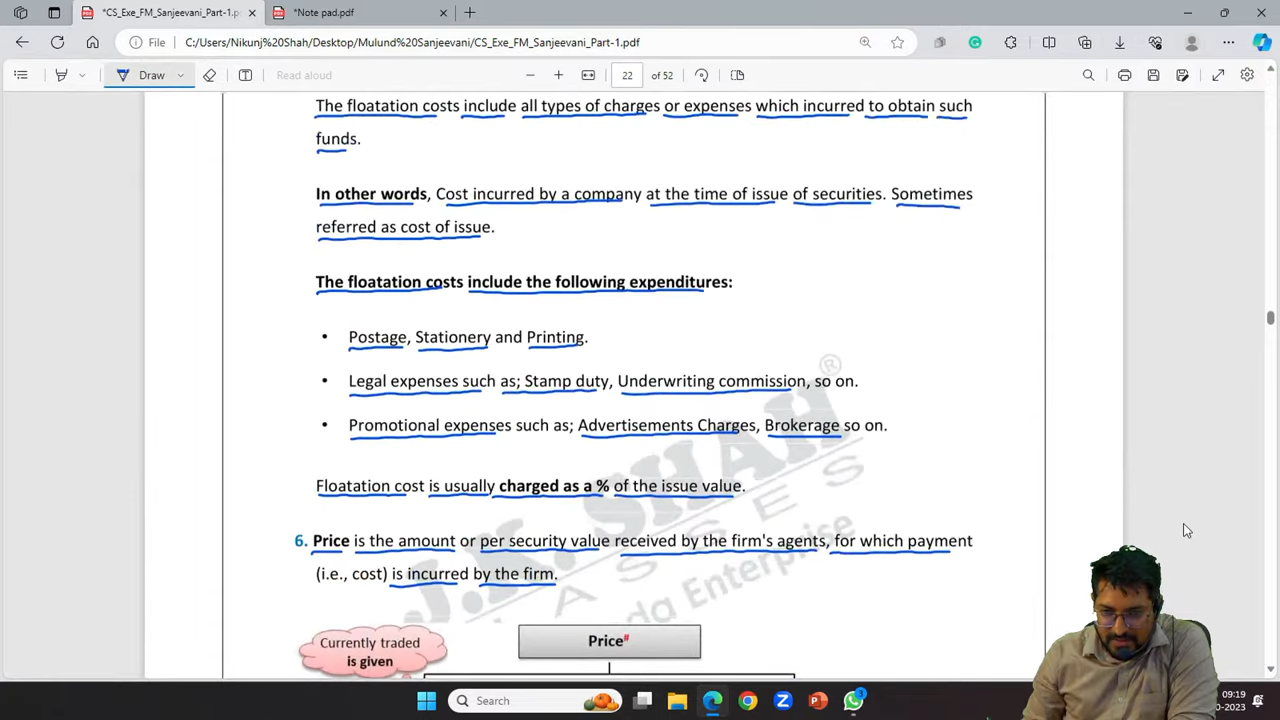 *CS_Exe_FM_Sanjeevani_Part-1.p
*Note pad.pdf
File
C:/Users/Nikunj%20Shah/Desktop/Mulund%20Sanjeevani/CS_Exe_FM_Sanjeevani_Part-1.pdf
Draw
Read aloud
22 of 52
The floatation costs include all types of charges or expenses which incurred to obtain such
funds.
In other words, Cost incurred by a company at the time of issue of securities. Sometimes
referred as cost of issue.
The floatation costs include the following expenditures:
• Postage, Stationery and Printing.
• Legal expenses such as; Stamp duty, Underwriting commission, so on.
• Promotional expenses such as; Advertisements Charges, Brokerage so on.
Floatation cost is usually charged as a % of the issue value.
6. Price is the amount or per security value received by the firm's agents, for which payment
(i.e., cost) is incurred by the firm.
J.K. SHAH ®
CLASSES
Enterprise
Currently traded
is given
Price#
Search
3
09:19
-2023